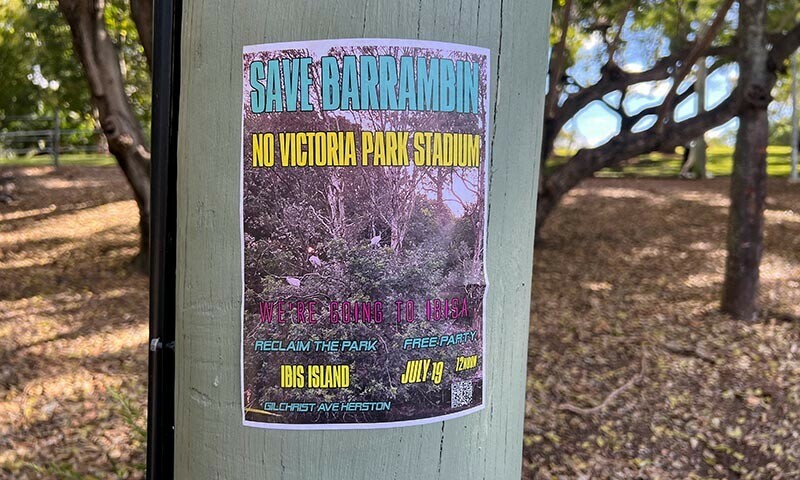 SAVE BARRAMBIN
NO VICTORIA PARK STADIUM
WE'RE GOING TO IBISA
RECLAIM THE PARK FREE PARTY
IBIS ISLAND JULY 19 12NOON
GILCHRIST AVE HERSTON